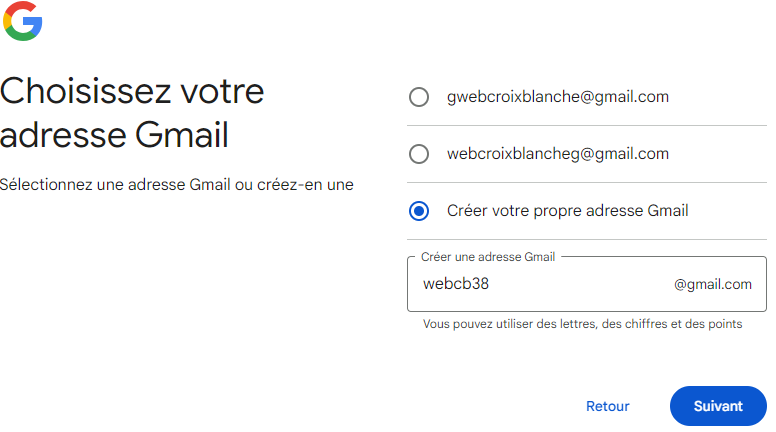 Choisissez votre
adresse Gmail
Sélectionnez une adresse Gmail ou créez-en une
gwebcroixblanche@gmail.com
webcroixblancheg@gmail.com
Créer votre propre adresse Gmail
Créer une adresse Gmail
webcb38 @gmail.com
Vous pouvez utiliser des lettres, des chiffres et des points
Retour Suivant